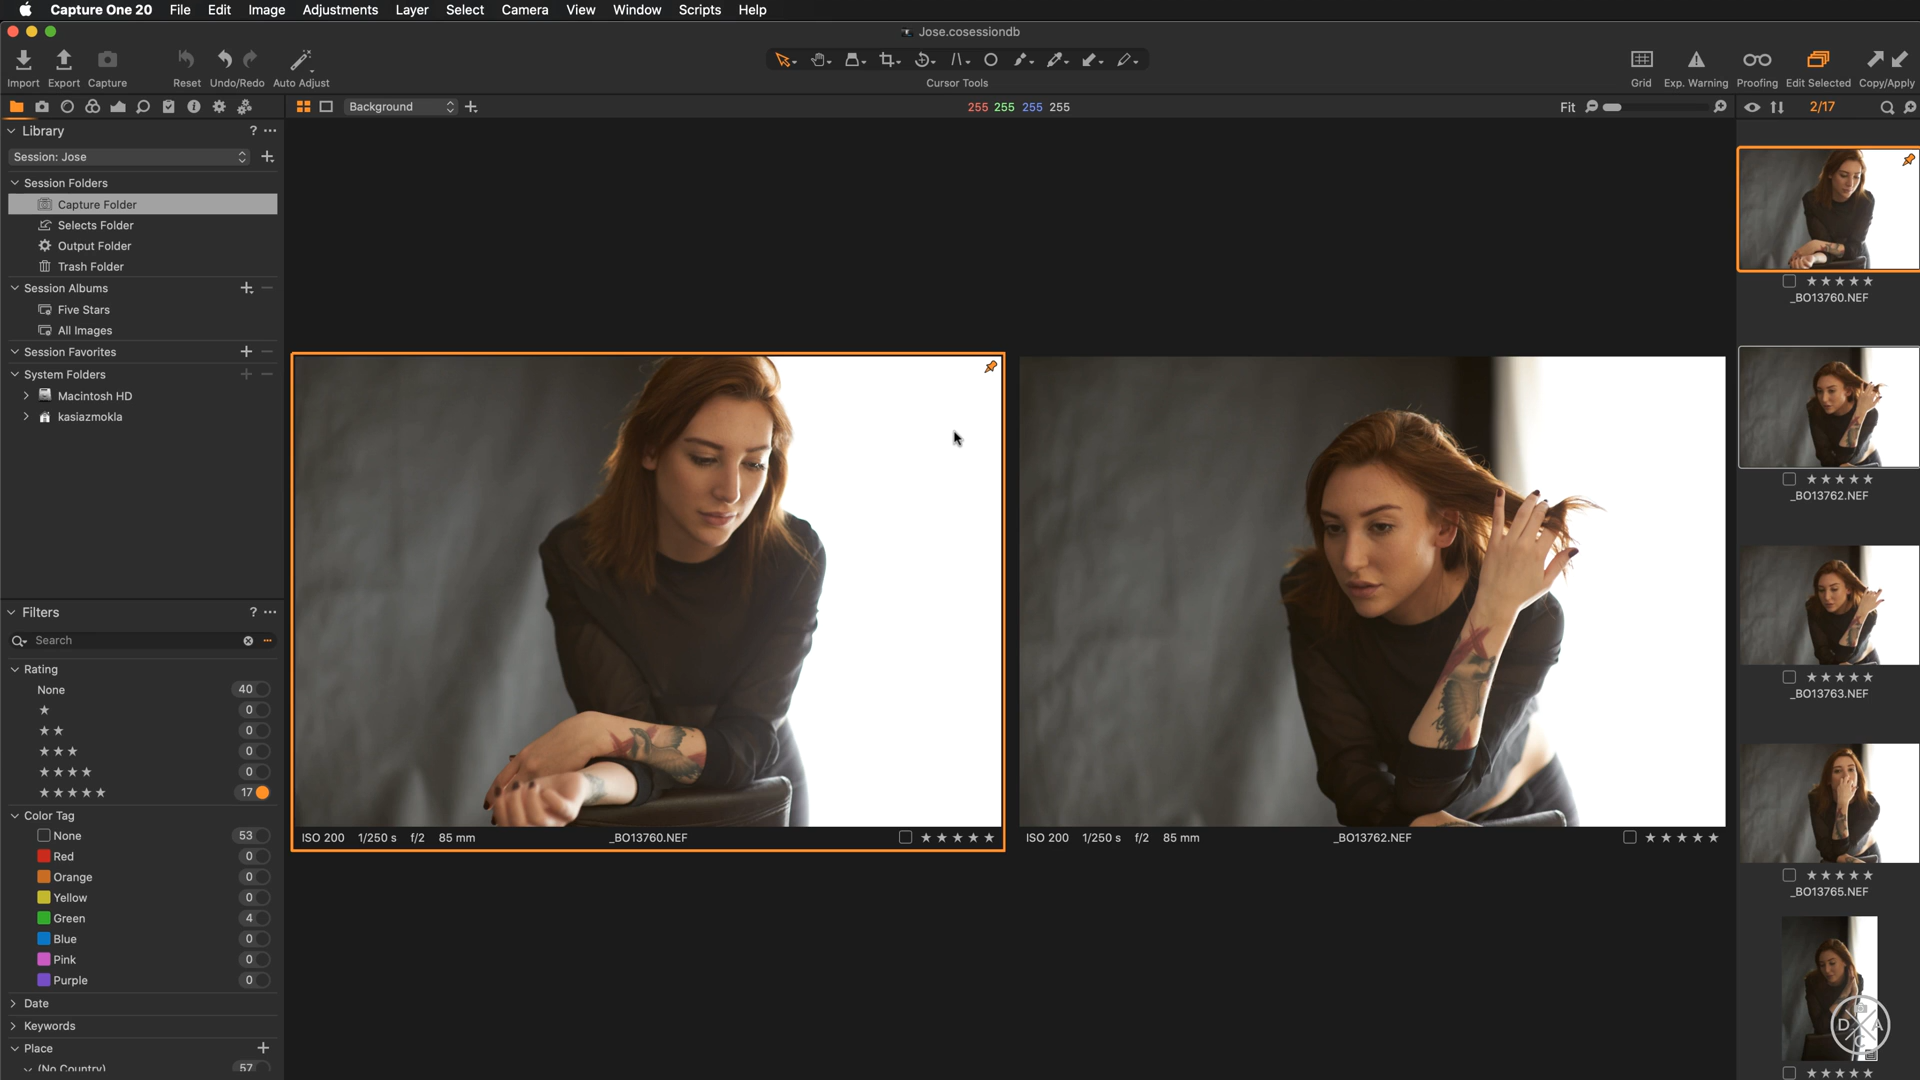 Capture One 20 File Edit Image Adjustments Layer Select Camera View Window Scripts Help
Jose.cosessiondb
Import Export Capture Reset Undo/Redo Auto Adjust Cursor Tools Grid Exp. Warning Proofing Edit Selected Copy/Apply
Background 255 255 255 255 Fit 2/17
Library ? ...
Session: Jose
Session Folders
Capture Folder
Selects Folder
Output Folder
Trash Folder
Session Albums
Five Stars
All Images
Session Favorites
System Folders
Macintosh HD
kasiazmokla
Filters ? ...
Search
Rating
None 40
0
0
0
0
17
Color Tag
None 53
Red 0
Orange 0
Yellow 0
Green 4
Blue 0
Pink 0
Purple 0
Date
Keywords
Place
(No Country) 57
ISO 200 1/250 s f/2 85 mm _BO13760.NEF
ISO 200 1/250 s f/2 85 mm _BO13762.NEF
_BO13760.NEF
_BO13762.NEF
_BO13763.NEF
_BO13765.NEF
D A C